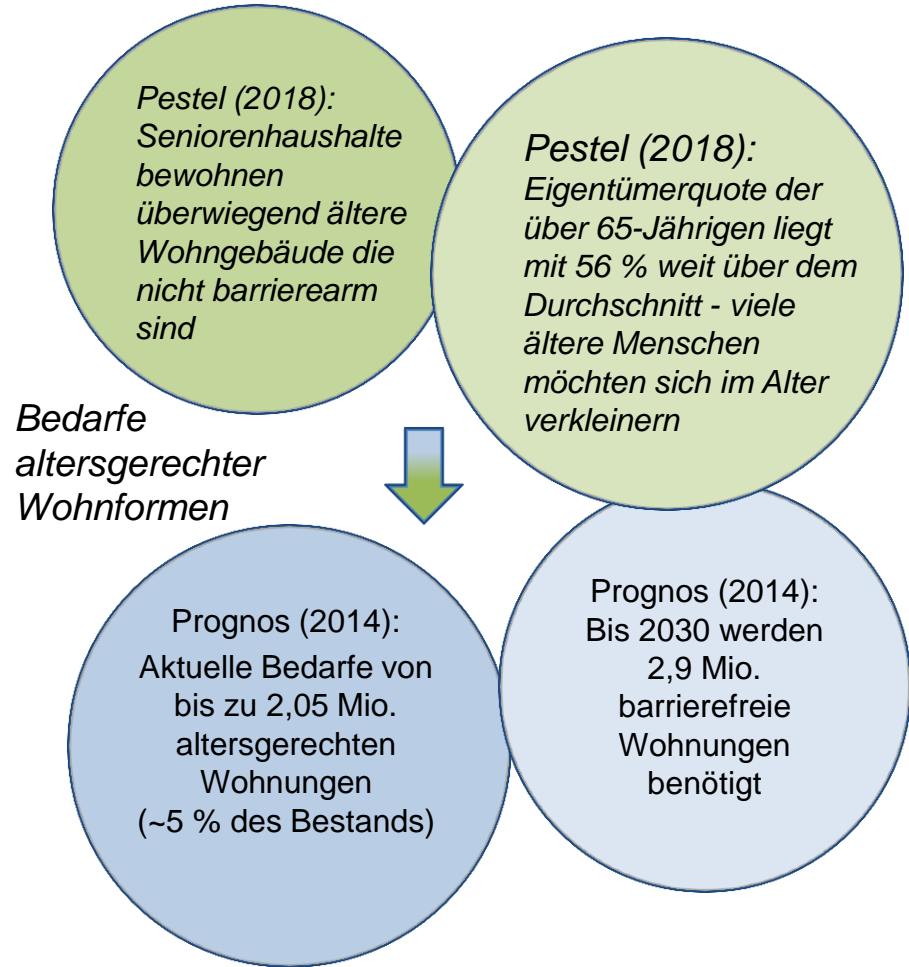 Pestel (2018):
Seniorenhaushalte
bewohnen
überwiegend ältere
Wohngebäude die
nicht barrierearm
sind
Pestel (2018):
Eigentümerquote der
über 65-Jährigen liegt
mit 56 % weit über dem
Durchschnitt - viele
ältere Menschen
möchten sich im Alter
verkleinern
Bedarfe
altersgerechter
Wohnformen
Prognos (2014):
Aktuelle Bedarfe von
bis zu 2,05 Mio.
altersgerechten
Wohnungen
(~5 % des Bestands)
Prognos (2014):
Bis 2030 werden
2,9 Mio.
barrierefreie
Wohnungen
benötigt